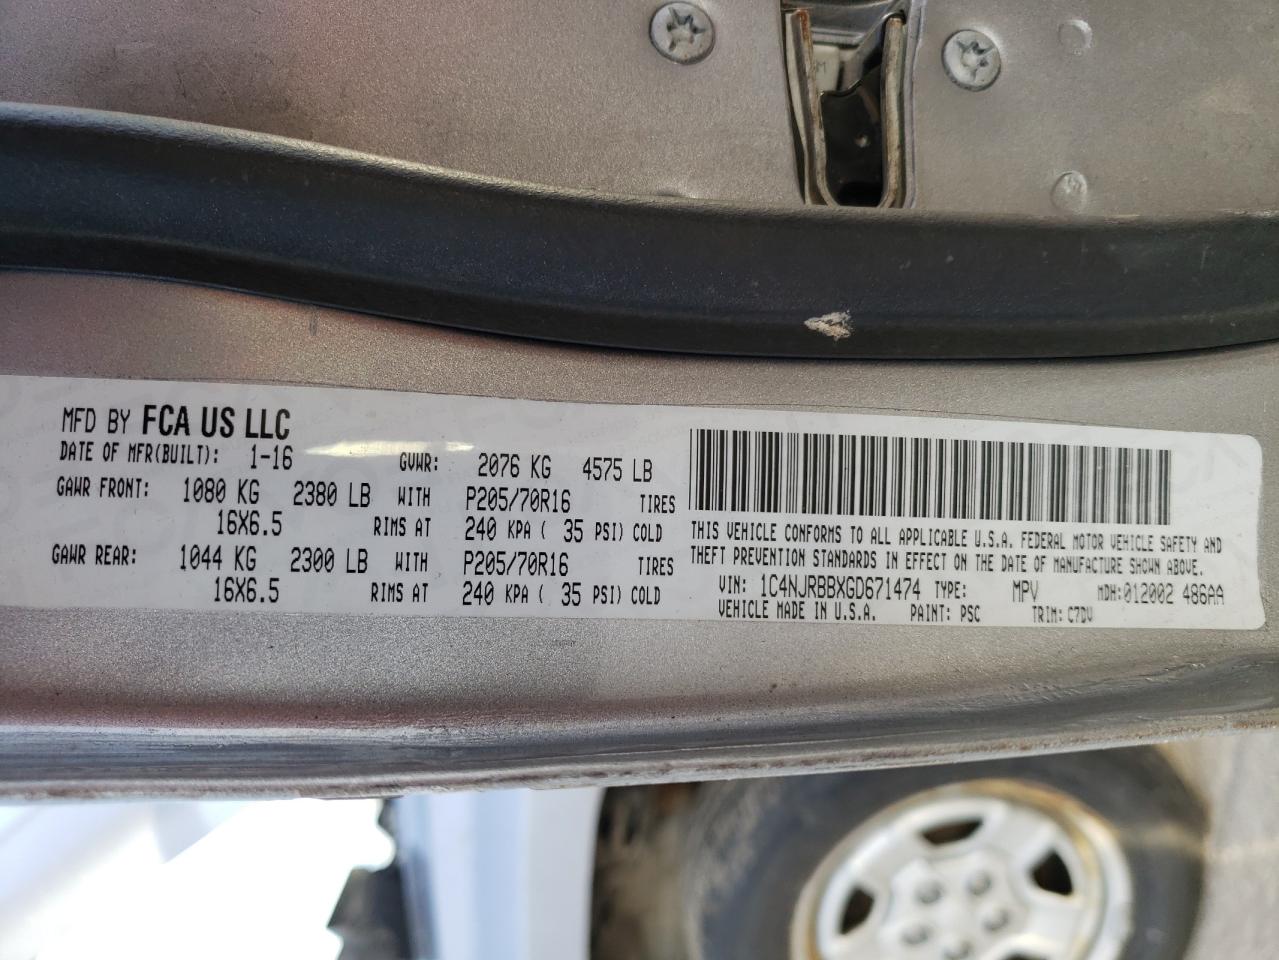 MFD BY FCA US LLC
DATE OF MFR(BUILT): 1-16 GVWR: 2076 KG 4575 LB
GAWR FRONT: 1080 KG 2380 LB WITH P205/70R16 TIRES
16X6.5 RIMS AT 240 KPA ( 35 PSI) COLD
GAWR REAR: 1044 KG 2300 LB WITH P205/70R16 TIRES
16X6.5 RIMS AT 240 KPA ( 35 PSI) COLD
THIS VEHICLE CONFORMS TO ALL APPLICABLE U.S.A. FEDERAL MOTOR VEHICLE SAFETY AND
THEFT PREVENTION STANDARDS IN EFFECT ON THE DATE OF MANUFACTURE SHOWN ABOVE.
VIN: 1C4NJRBBXGD671474 TYPE: MPV MDH:012002 486AA
VEHICLE MADE IN U.S.A. PAINT: PSC TRIM: C7DV